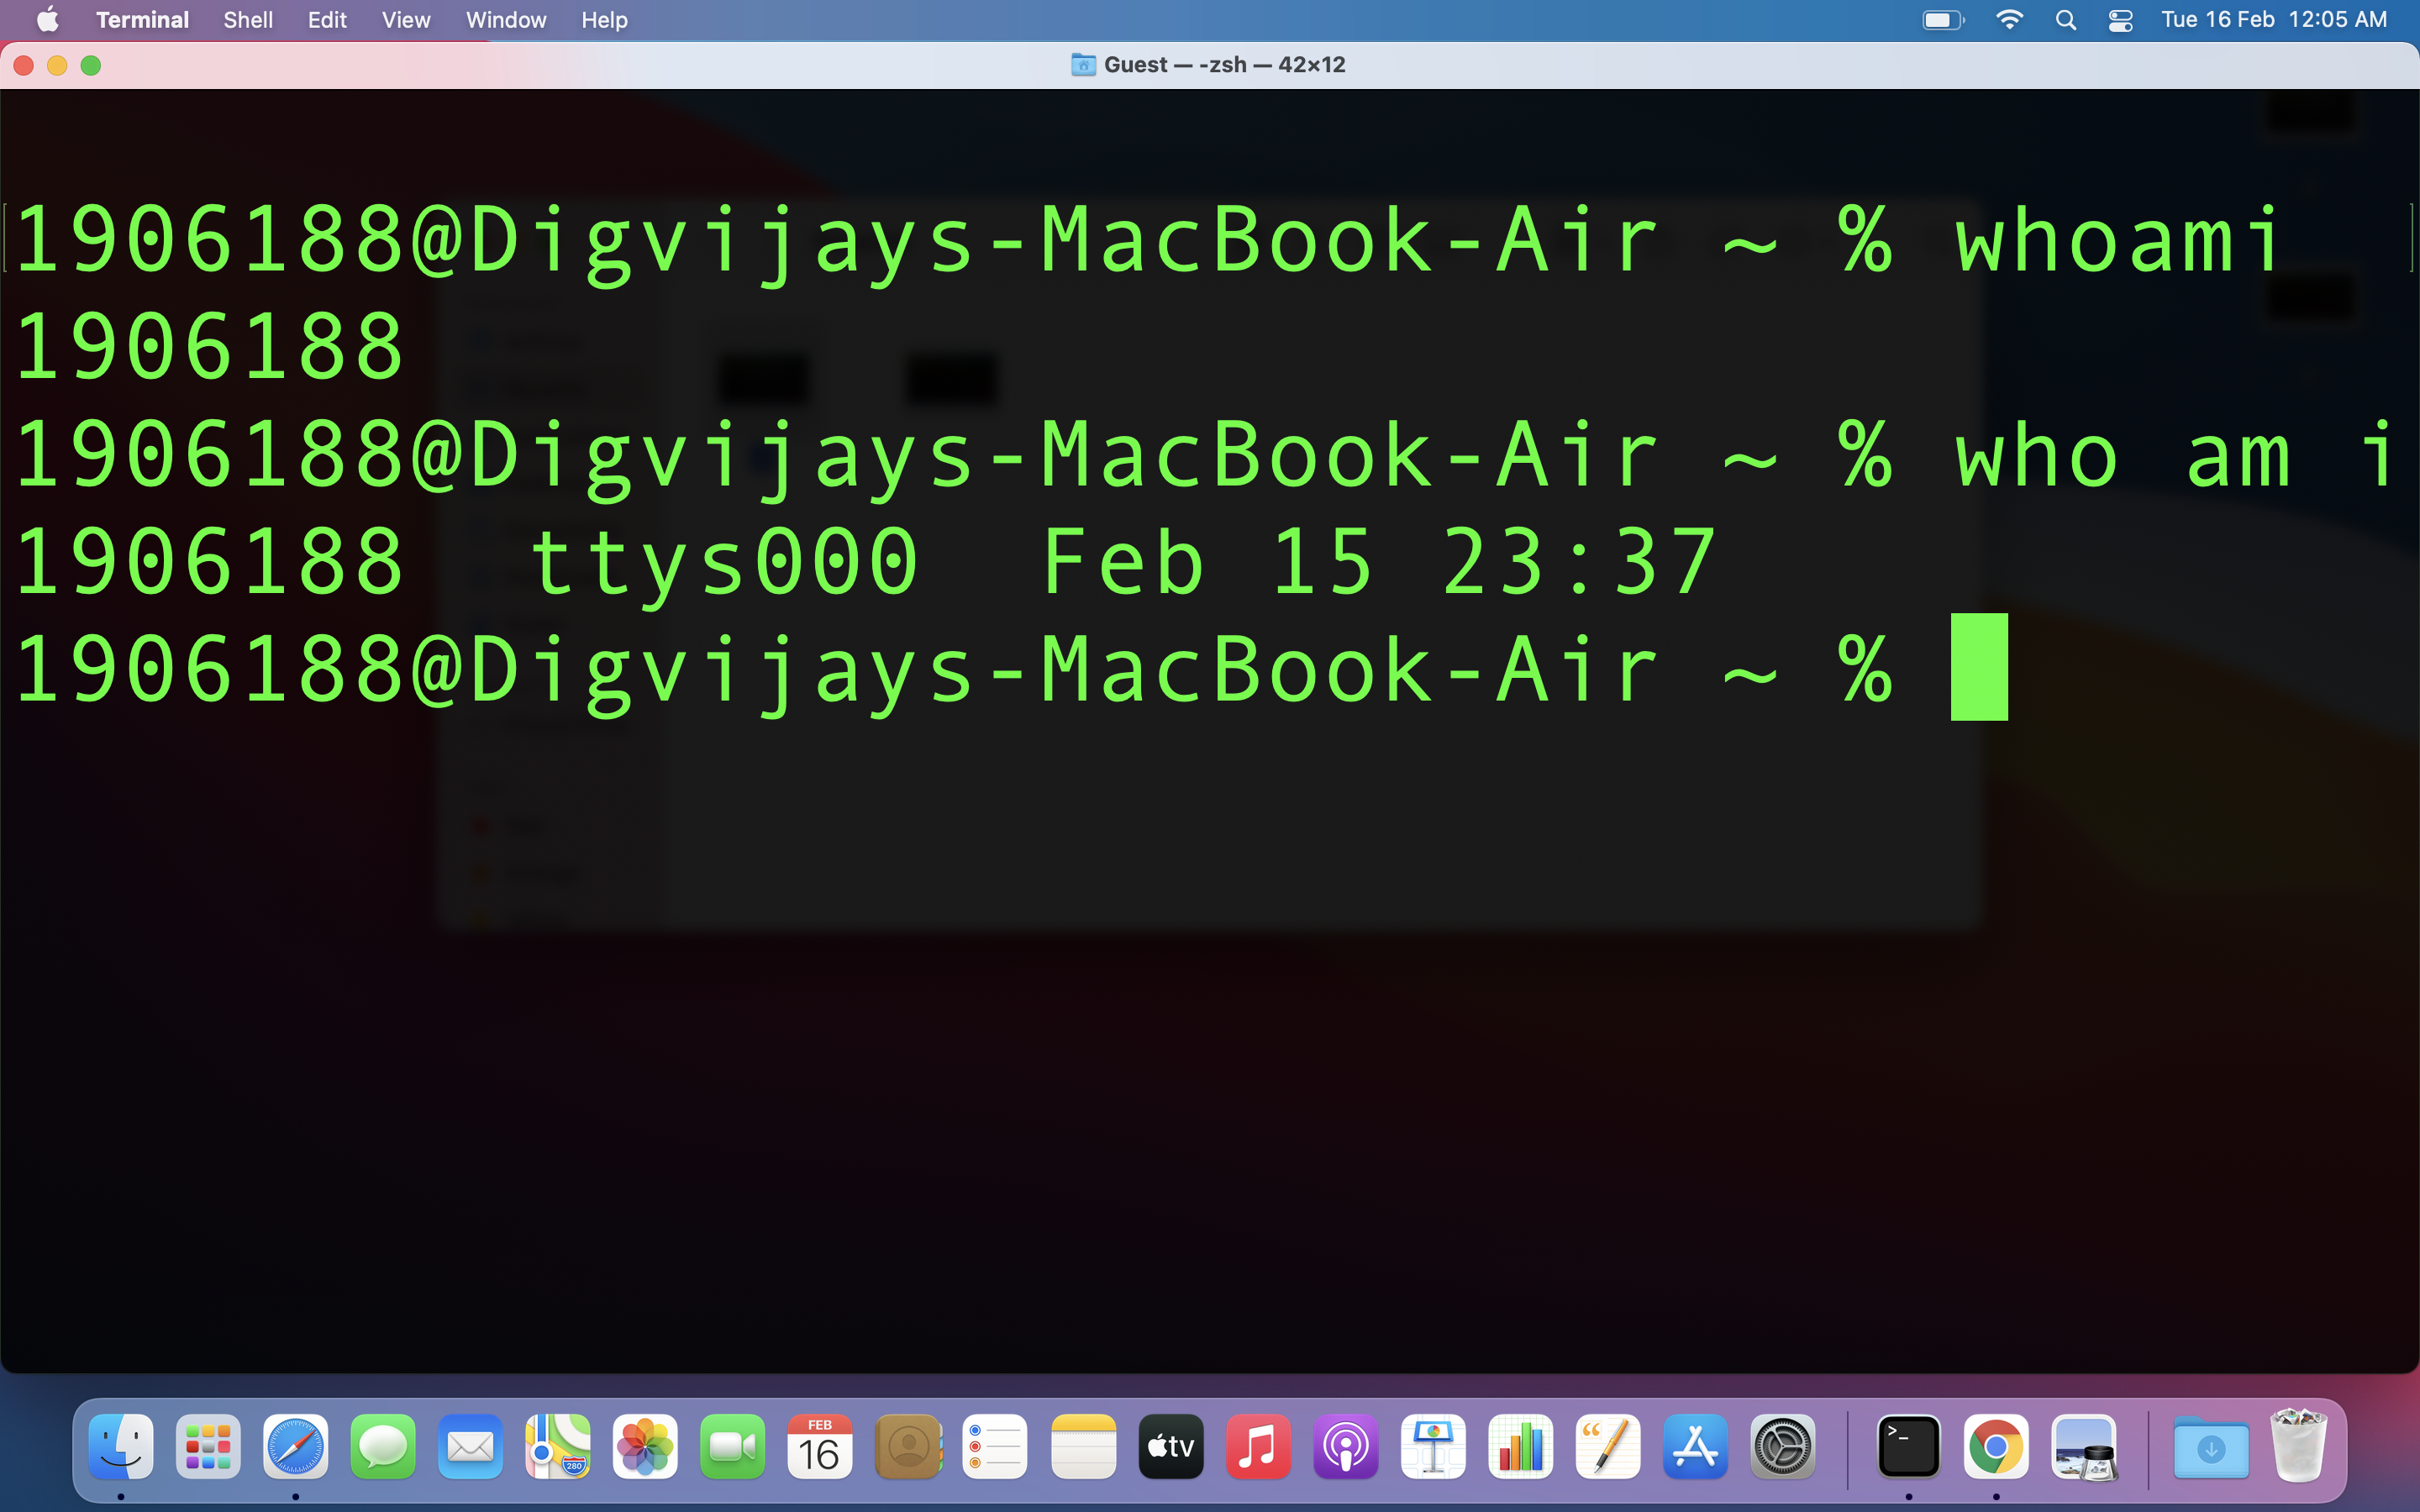 Terminal Shell Edit View Window Help Tue 16 Feb 12:05 AM
Guest — -zsh — 42×12
1906188@Digvijays-MacBook-Air ~ % whoami
1906188
1906188@Digvijays-MacBook-Air ~ % who am i
1906188  ttys000  Feb 15 23:37
1906188@Digvijays-MacBook-Air ~ %
280
FEB
16
tv
>_